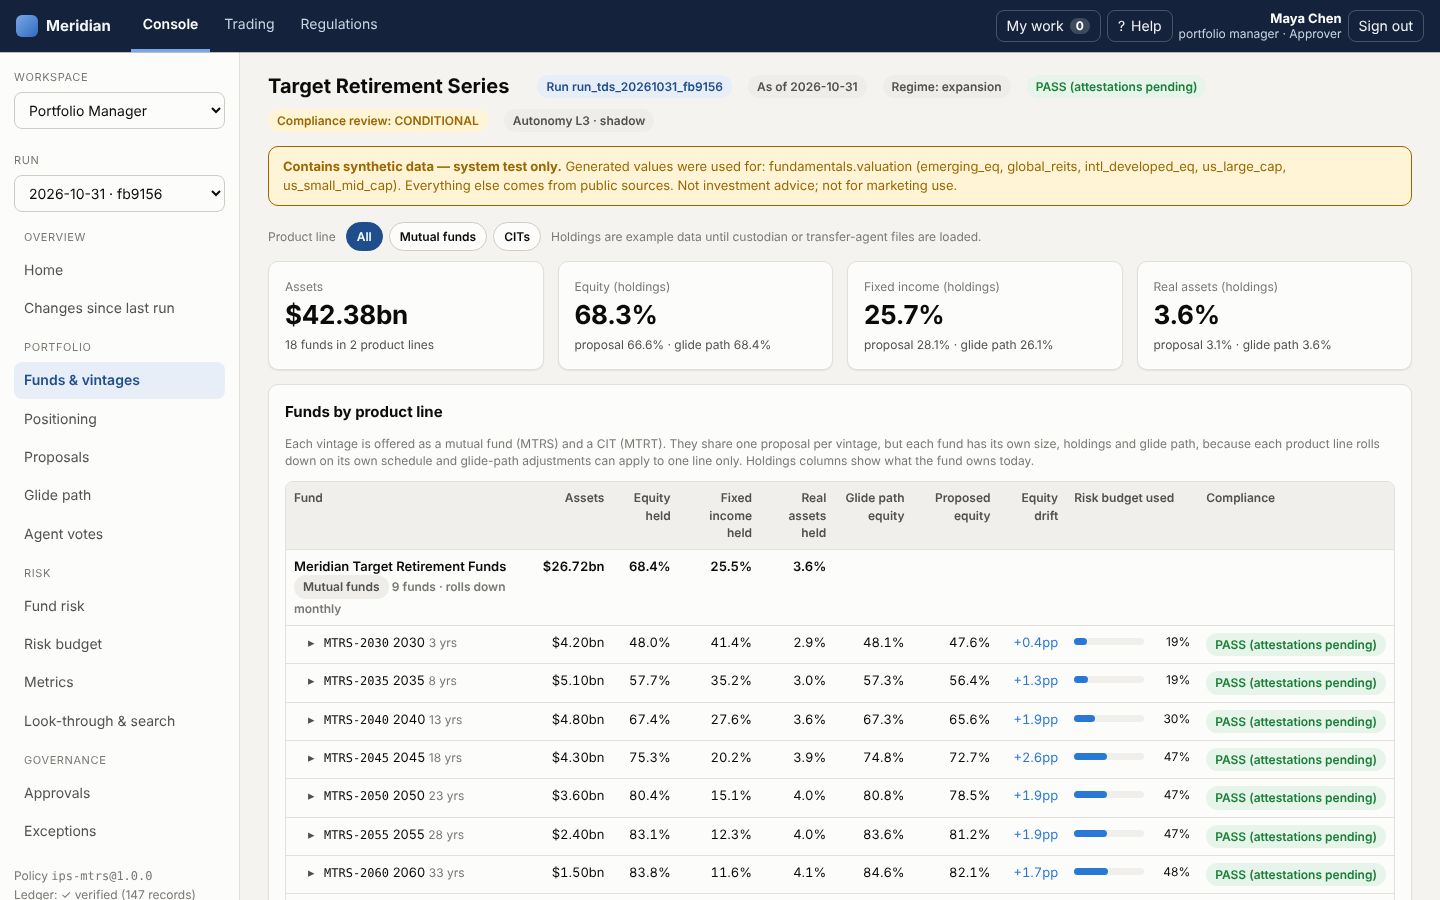 Meridian
Console
Trading
Regulations
My work 0
? Help
Maya Chen
portfolio manager · Approver
Sign out
WORKSPACE
Portfolio Manager
RUN
2026-10-31 · fb9156
OVERVIEW
Home
Changes since last run
PORTFOLIO
Funds & vintages
Positioning
Proposals
Glide path
Agent votes
RISK
Fund risk
Risk budget
Metrics
Look-through & search
GOVERNANCE
Approvals
Exceptions
Policy ips-mtrs@1.0.0
Ledger: ✓ verified (147 records)
Target Retirement Series
Run run_tds_20261031_fb9156
As of 2026-10-31
Regime: expansion
PASS (attestations pending)
Compliance review: CONDITIONAL
Autonomy L3 · shadow
Contains synthetic data — system test only. Generated values were used for: fundamentals.valuation (emerging_eq, global_reits, intl_developed_eq, us_large_cap,
us_small_mid_cap). Everything else comes from public sources. Not investment advice; not for marketing use.
Product line All Mutual funds CITs Holdings are example data until custodian or transfer-agent files are loaded.
Assets
$42.38bn
18 funds in 2 product lines
Equity (holdings)
68.3%
proposal 66.6% · glide path 68.4%
Fixed income (holdings)
25.7%
proposal 28.1% · glide path 26.1%
Real assets (holdings)
3.6%
proposal 3.1% · glide path 3.6%
Funds by product line
Each vintage is offered as a mutual fund (MTRS) and a CIT (MTRT). They share one proposal per vintage, but each fund has its own size, holdings and glide path, because each product line rolls
down on its own schedule and glide-path adjustments can apply to one line only. Holdings columns show what the fund owns today.
Fund Assets Equity held Fixed income held Real assets held Glide path equity Proposed equity Equity drift Risk budget used Compliance
Meridian Target Retirement Funds $26.72bn 68.4% 25.5% 3.6%
Mutual funds 9 funds · rolls down
monthly
▸ MTRS-2030 2030 3 yrs $4.20bn 48.0% 41.4% 2.9% 48.1% 47.6% +0.4pp 19% PASS (attestations pending)
▸ MTRS-2035 2035 8 yrs $5.10bn 57.7% 35.2% 3.0% 57.3% 56.4% +1.3pp 19% PASS (attestations pending)
▸ MTRS-2040 2040 13 yrs $4.80bn 67.4% 27.6% 3.6% 67.3% 65.6% +1.9pp 30% PASS (attestations pending)
▸ MTRS-2045 2045 18 yrs $4.30bn 75.3% 20.2% 3.9% 74.8% 72.7% +2.6pp 47% PASS (attestations pending)
▸ MTRS-2050 2050 23 yrs $3.60bn 80.4% 15.1% 4.0% 80.8% 78.5% +1.9pp 47% PASS (attestations pending)
▸ MTRS-2055 2055 28 yrs $2.40bn 83.1% 12.3% 4.0% 83.6% 81.2% +1.9pp 47% PASS (attestations pending)
▸ MTRS-2060 2060 33 yrs $1.50bn 83.8% 11.6% 4.1% 84.6% 82.1% +1.7pp 48% PASS (attestations pending)